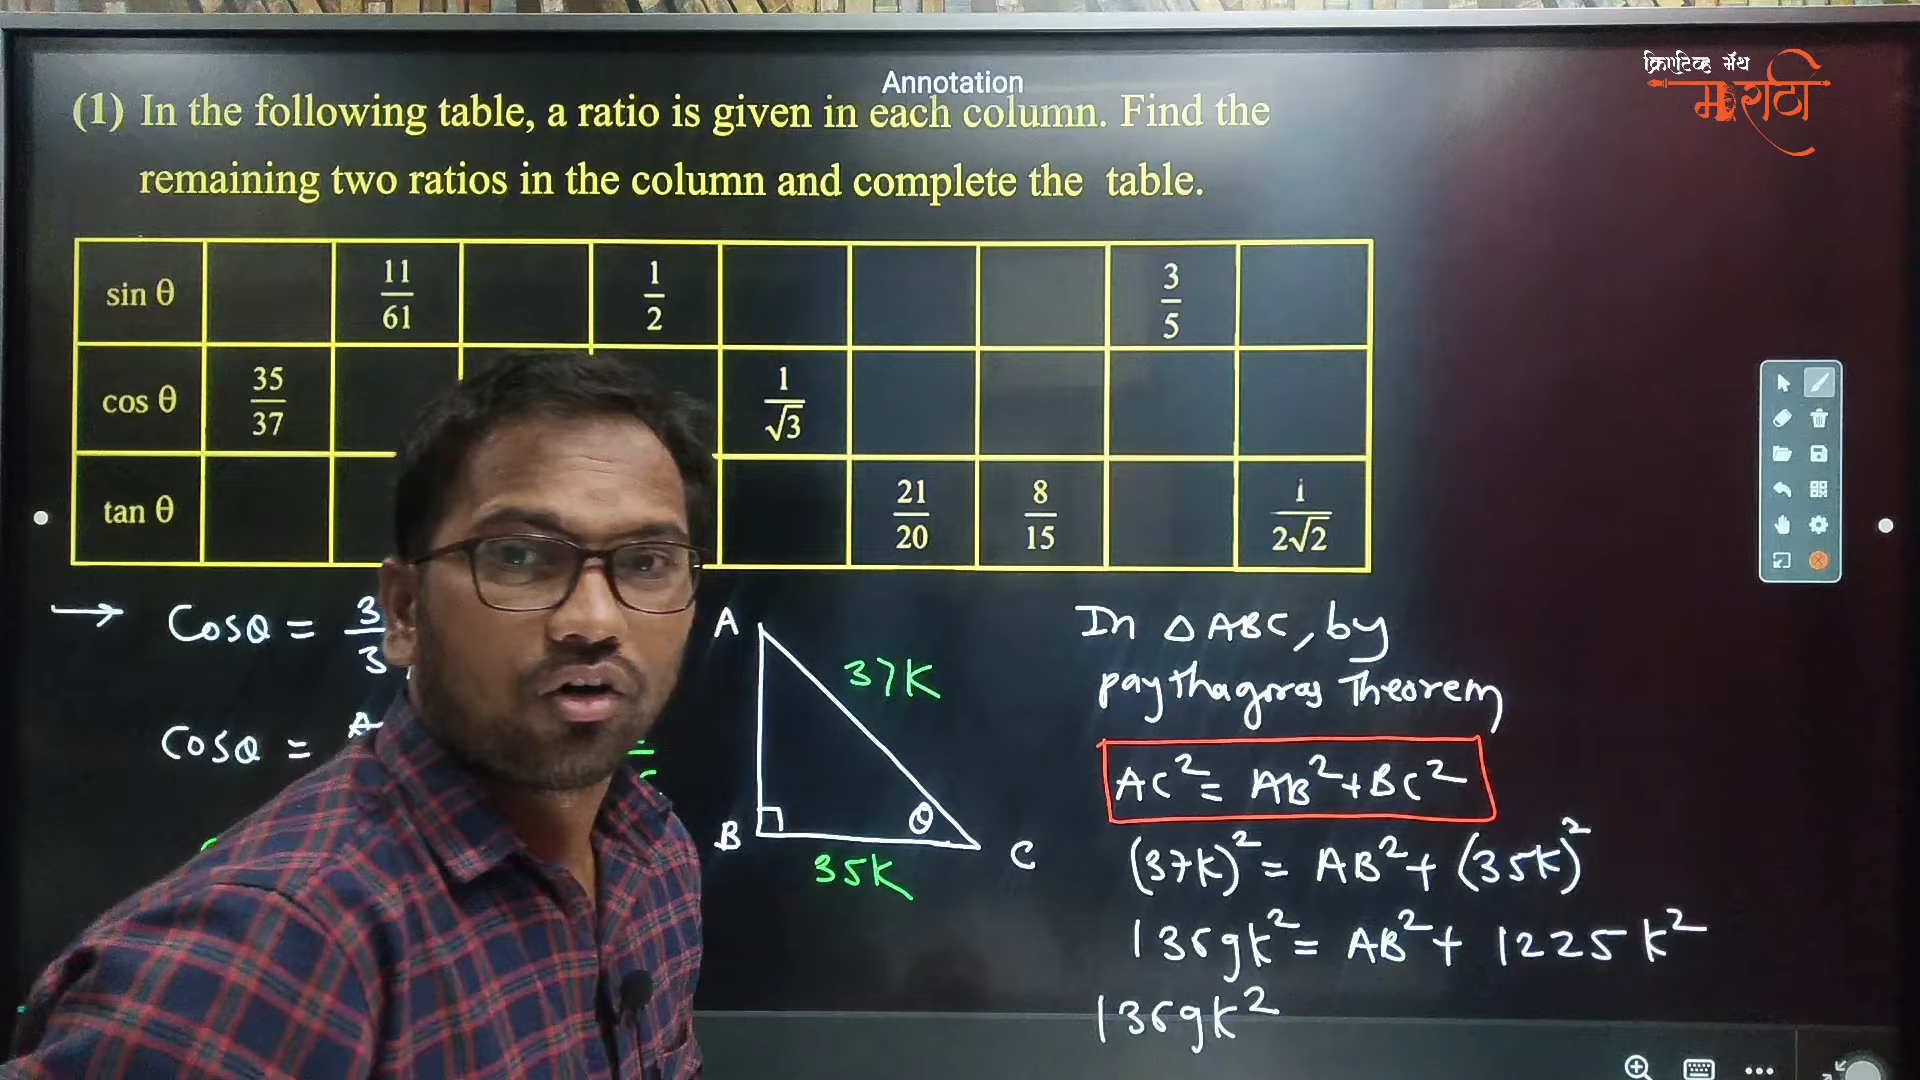 क्रिएटिव्ह मॅथ
मराठी
Annotation
(1) In the following table, a ratio is given in each column. Find the
remaining two ratios in the column and complete the table.
sin θ 11/61 1/2 3/5
cos θ 35/37 1/√3
tan θ 21/20 8/15 1/2√2
→ Cosθ = 3
3
Cosθ =
A
37K
B
35K
θ
C
In △ABC, by
paythagoras Theorem
AC² = AB² + BC²
(37K)² = AB² + (35K)²
1369K² = AB² + 1225K²
1369K²